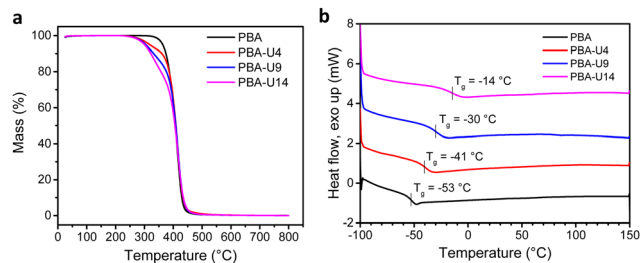 a
Mass (%)
100
80
60
40
20
0
0
100
200
300
400
500
600
700
800
Temperature (°C)
PBA
PBA-U4
PBA-U9
PBA-U14
b
Heat flow, exo up (mW)
10
8
6
4
2
0
-2
-100
-50
0
50
100
150
Temperature (°C)
PBA
PBA-U4
PBA-U9
PBA-U14
Tg = -14 °C
Tg = -30 °C
Tg = -41 °C
Tg = -53 °C